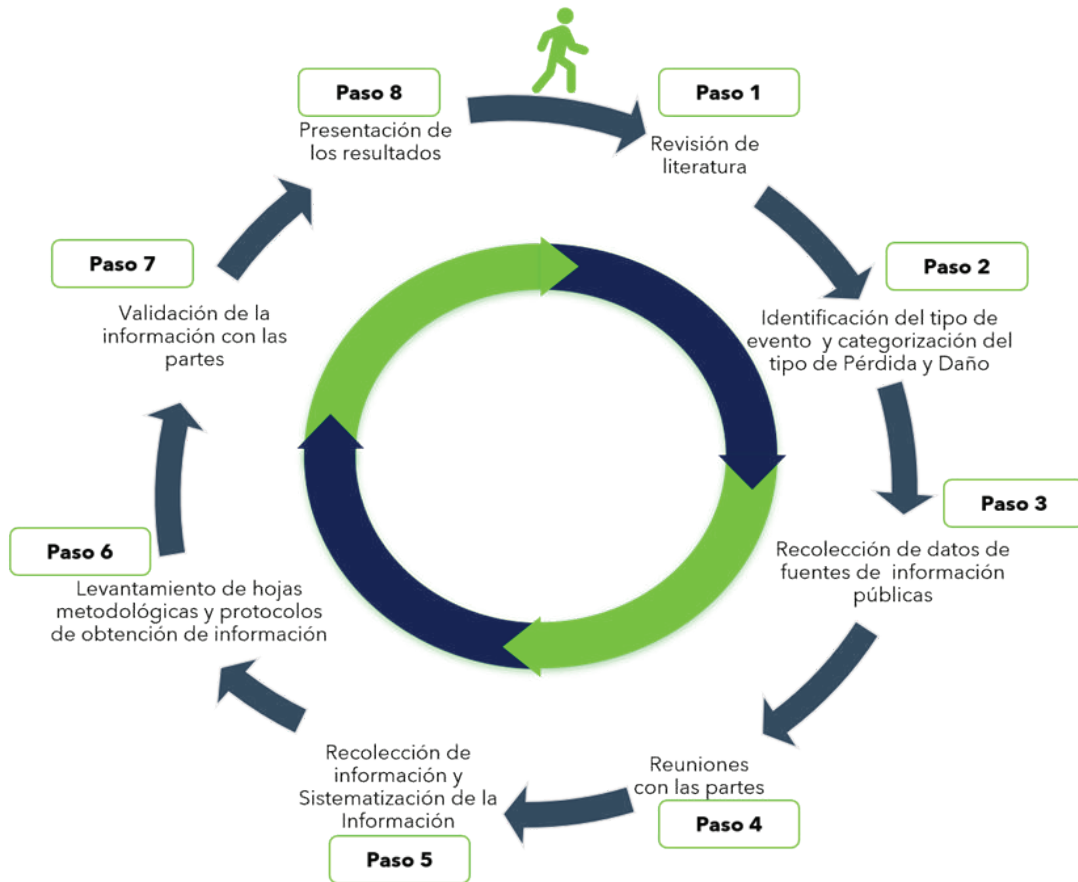 Paso 1
Revisión de
literatura
Paso 2
Identificación del tipo de
evento y categorización del
tipo de Pérdida y Daño
Paso 3
Recolección de datos de
fuentes de información
públicas
Reuniones
con las partes
Paso 4
Recolección de
información y
Sistematización de la
Información
Paso 5
Paso 6
Levantamiento de hojas
metodológicas y protocolos
de obtención de información
Paso 7
Validación de la
información con las
partes
Paso 8
Presentación de
los resultados